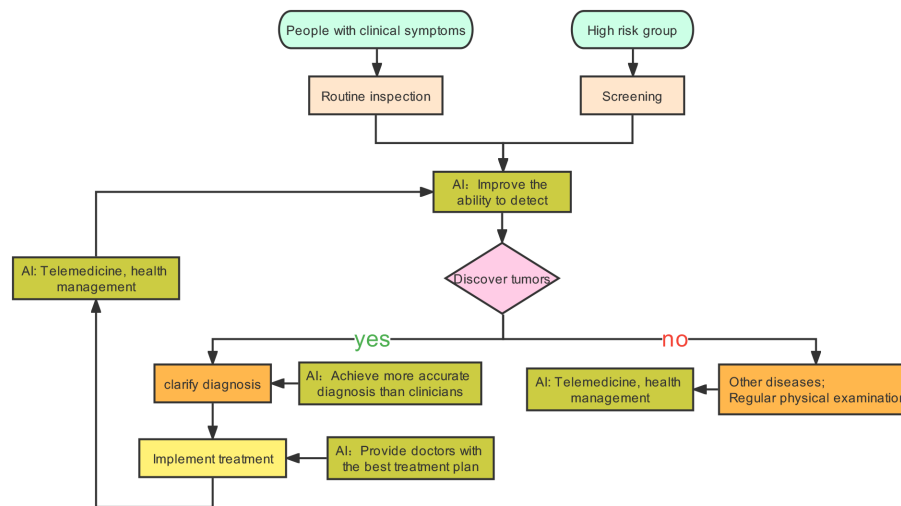 People with clinical symptoms
High risk group
Routine inspection
Screening
AI： Improve the
ability to detect
AI: Telemedicine, health
management
Discover tumors
yes
no
clarify diagnosis
AI： Achieve more accurate
diagnosis than clinicians
AI: Telemedicine, health
management
Other diseases;
Regular physical examination
Implement treatment
AI： Provide doctors with
the best treatment plan